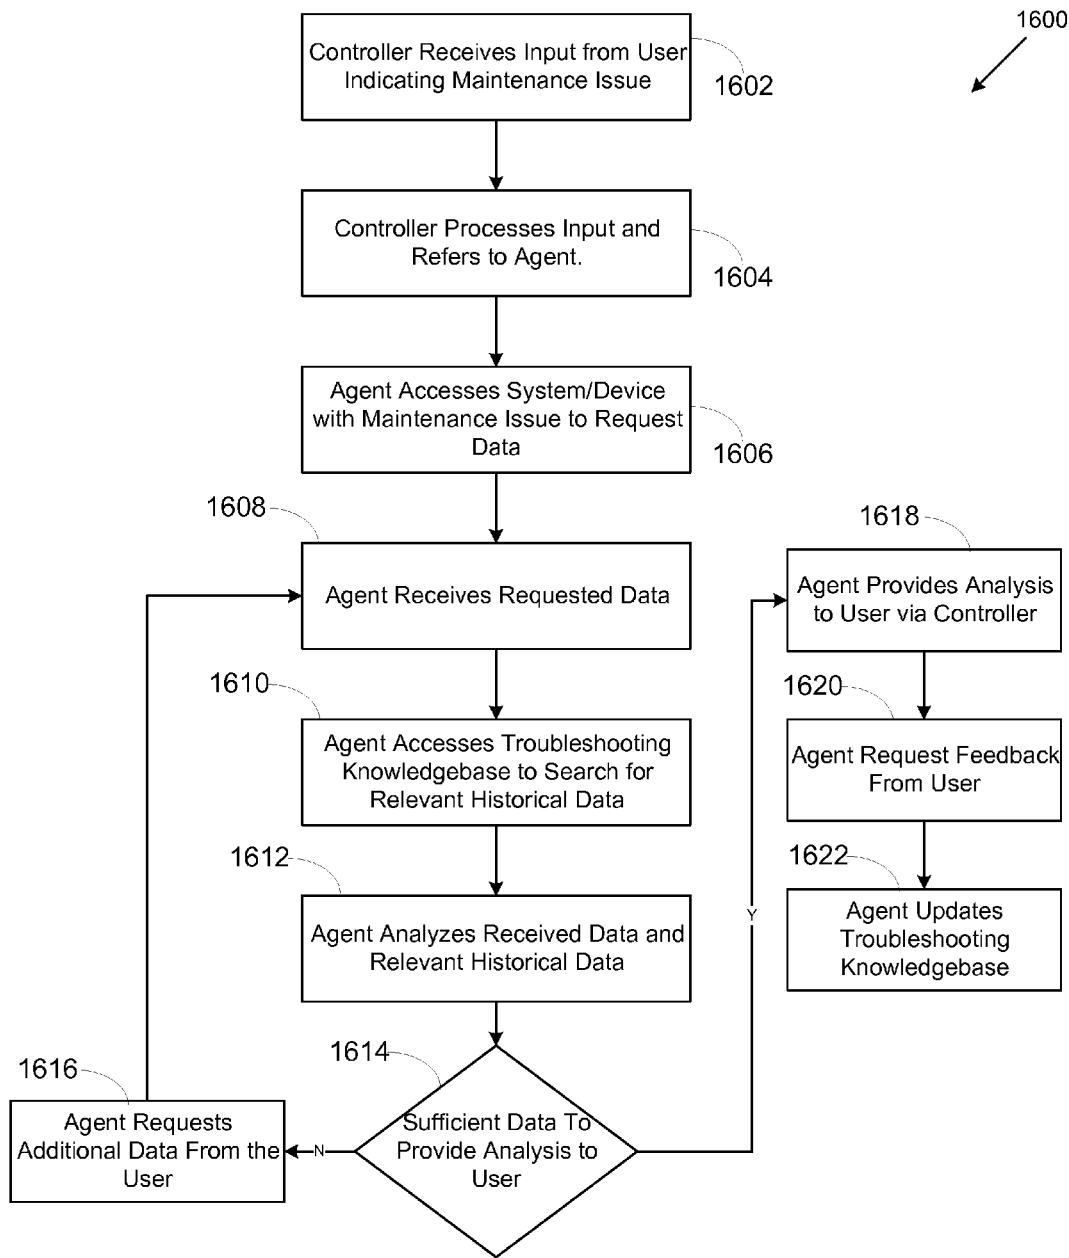 1600
Controller Receives Input from User
Indicating Maintenance Issue
1602
Controller Processes Input and
Refers to Agent.
1604
Agent Accesses System/Device
with Maintenance Issue to Request
Data
1606
1608
Agent Receives Requested Data
1610
Agent Accesses Troubleshooting
Knowledgebase to Search for
Relevant Historical Data
1612
Agent Analyzes Received Data and
Relevant Historical Data
1614
Sufficient Data To
Provide Analysis to
User
N
1616
Agent Requests
Additional Data From the
User
Y
1618
Agent Provides Analysis
to User via Controller
1620
Agent Request Feedback
From User
1622
Agent Updates
Troubleshooting
Knowledgebase